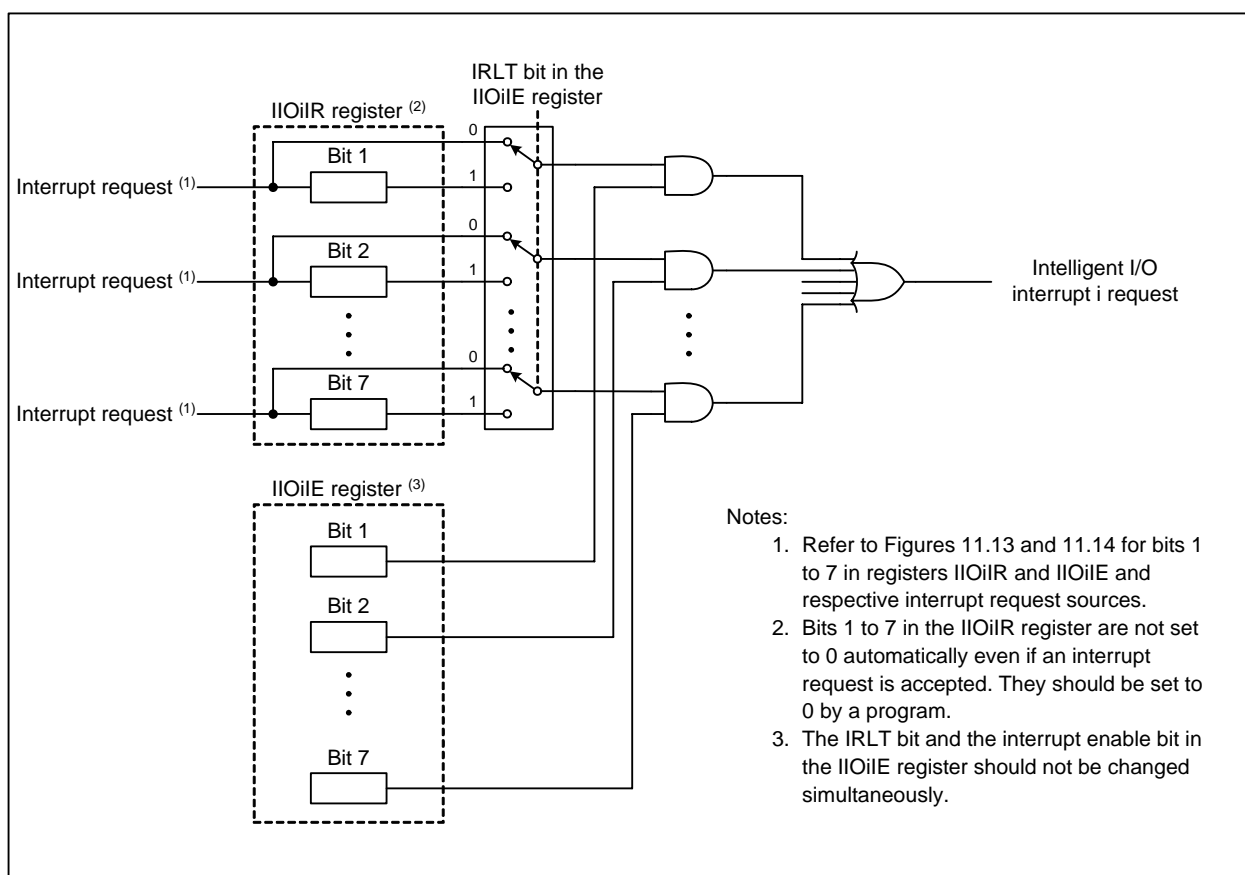 IRLT bit in the
IIOiIE register
IIOiIR register (2)
0
Bit 1
Interrupt request (1)
1
0
Bit 2
Interrupt request (1)
1
0
Bit 7
Interrupt request (1)
1
Intelligent I/O
interrupt i request
IIOiIE register (3)
Bit 1
Bit 2
Bit 7
Notes:
1. Refer to Figures 11.13 and 11.14 for bits 1
to 7 in registers IIOiIR and IIOiIE and
respective interrupt request sources.
2. Bits 1 to 7 in the IIOiIR register are not set
to 0 automatically even if an interrupt
request is accepted. They should be set to
0 by a program.
3. The IRLT bit and the interrupt enable bit in
the IIOiIE register should not be changed
simultaneously.